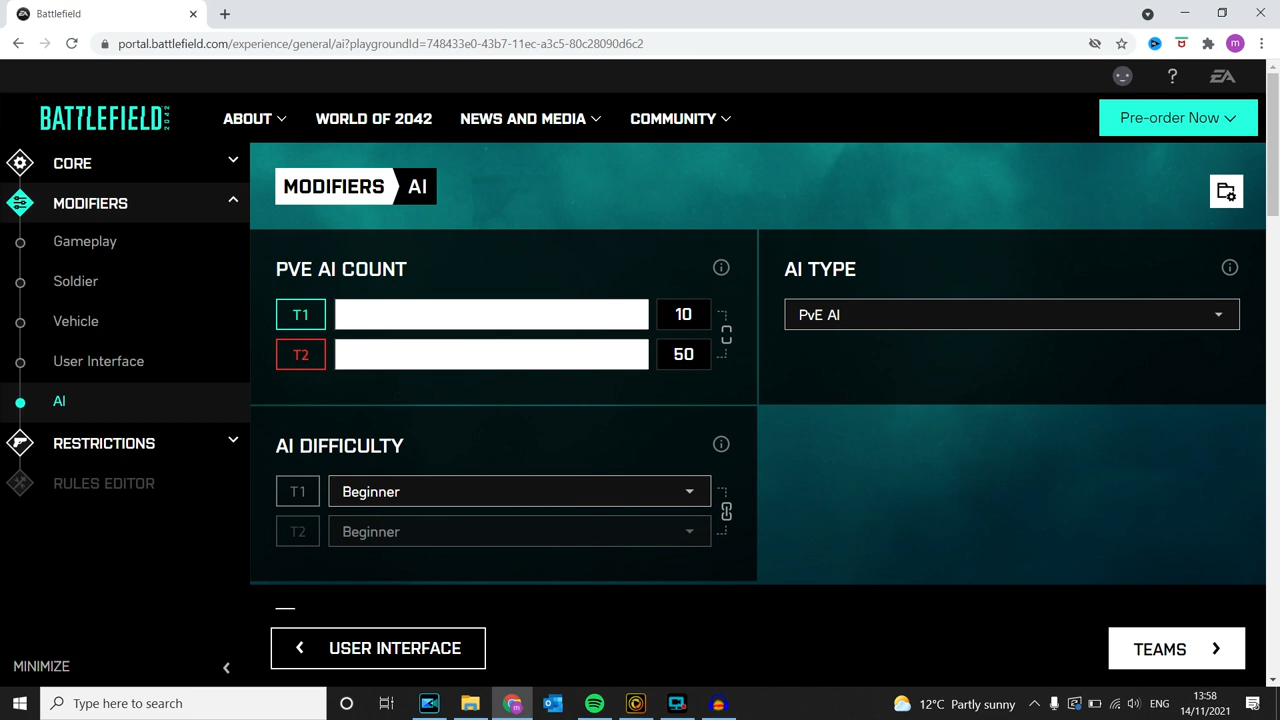 Battlefield
portal.battlefield.com/experience/general/ai?playgroundId=748433e0-43b7-11ec-a3c5-80c28090d6c2
m
? EA
BATTLEFIELD 2042
ABOUT
WORLD OF 2042
NEWS AND MEDIA
COMMUNITY
Pre-order Now
CORE
MODIFIERS
Gameplay
Soldier
Vehicle
User Interface
AI
RESTRICTIONS
RULES EDITOR
MINIMIZE
MODIFIERS AI
PVE AI COUNT
T1 10
T2 50
AI TYPE
PvE AI
AI DIFFICULTY
T1 Beginner
T2 Beginner
USER INTERFACE
TEAMS
Type here to search
12°C Partly sunny
ENG
13:58
14/11/2021